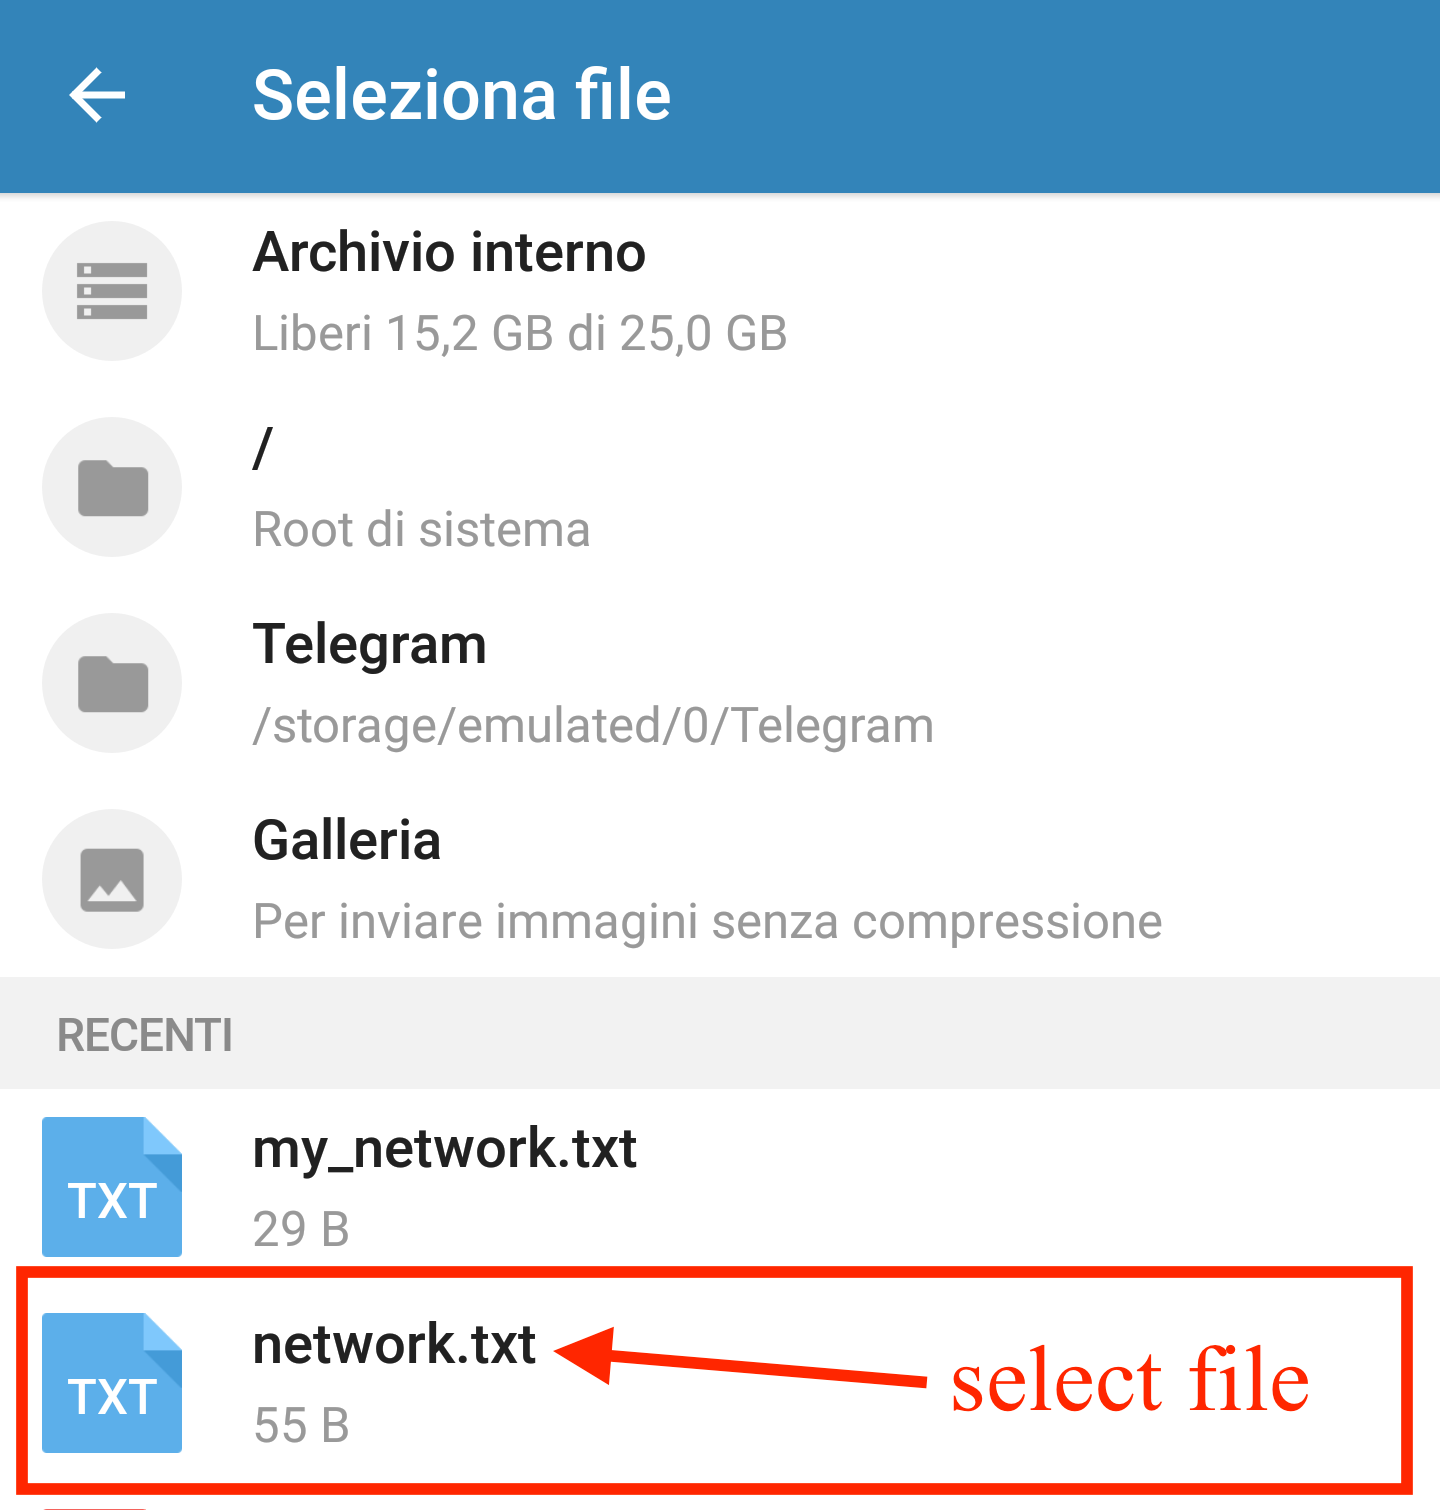 Seleziona file
Archivio interno
Liberi 15,2 GB di 25,0 GB
/
Root di sistema
Telegram
/storage/emulated/0/Telegram
Galleria
Per inviare immagini senza compressione
RECENTI
TXT
my_network.txt
29 B
TXT
network.txt
select file
55 B